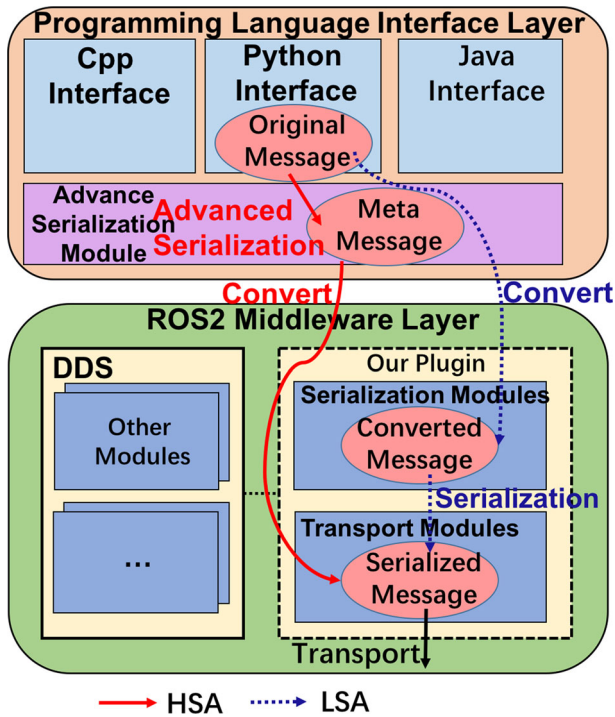 Programming Language Interface Layer
Cpp
Interface
Python
Interface
Java
Interface
Original
Message
Advance
Serialization
Module
Advanced
Serialization
Meta
Message
Convert
Convert
ROS2 Middleware Layer
DDS
Other
Modules
...
Our Plugin
Serialization Modules
Converted
Message
Serialization
Transport Modules
Serialized
Message
Transport
HSA
LSA